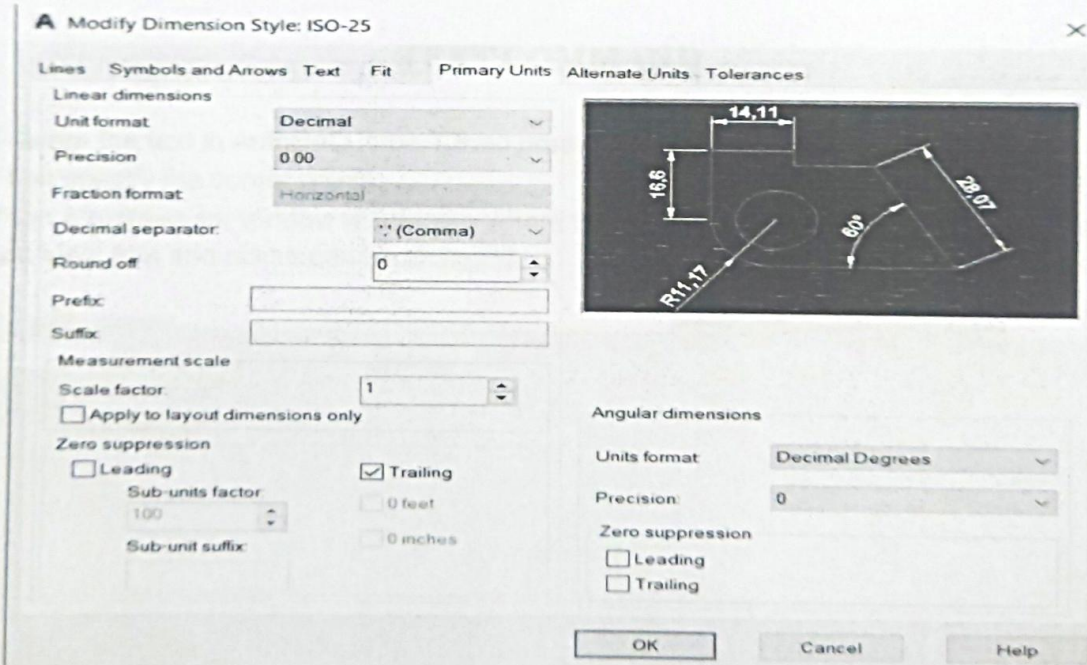 A Modify Dimension Style: ISO-25
Lines Symbols and Arrows Text Fit Primary Units Alternate Units Tolerances
Linear dimensions
Unit format Decimal
Precision 0.00
Fraction format Horizontal
Decimal separator: ',' (Comma)
Round off 0
Prefix:
Suffix:
Measurement scale
Scale factor: 1
Apply to layout dimensions only
Zero suppression
Leading
Trailing
Sub-units factor:
100
0 feet
Sub-unit suffix:
0 inches
14,11
16,6
28,07
60°
R11,17
Angular dimensions
Units format Decimal Degrees
Precision: 0
Zero suppression
Leading
Trailing
OK Cancel Help